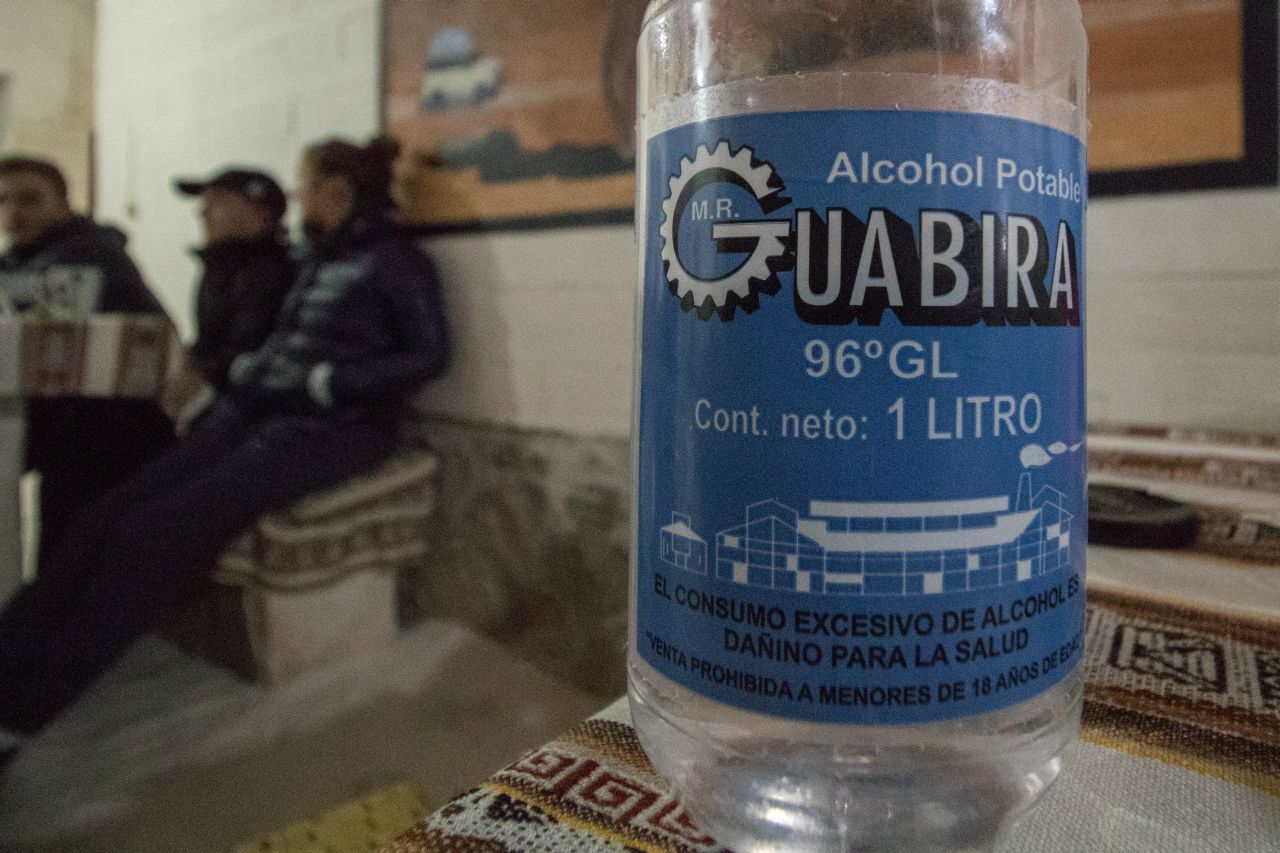 Alcohol Potable
M.R.
GUABIRA
96ºGL
Cont. neto: 1 LITRO
EL CONSUMO EXCESIVO DE ALCOHOL ES
DAÑINO PARA LA SALUD
"VENTA PROHIBIDA A MENORES DE 18 AÑOS DE EDAD